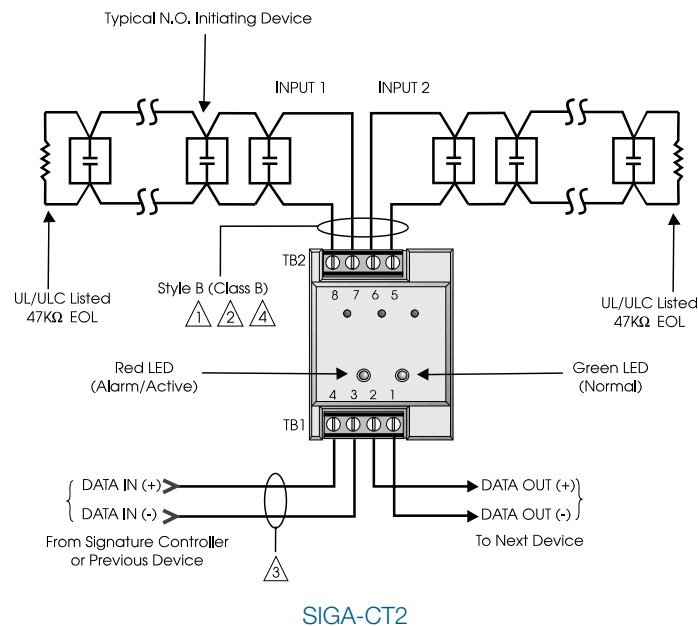 Typical N.O. Initiating Device
INPUT 1
INPUT 2
TB2
8 7 6 5
Style B (Class B)
1 2 4
UL/ULC Listed
47KΩ EOL
UL/ULC Listed
47KΩ EOL
Red LED
(Alarm/Active)
Green LED
(Normal)
4 3 2 1
TB1
DATA IN (+)
DATA IN (-)
DATA OUT (+)
DATA OUT (-)
From Signature Controller
or Previous Device
3
To Next Device
SIGA-CT2